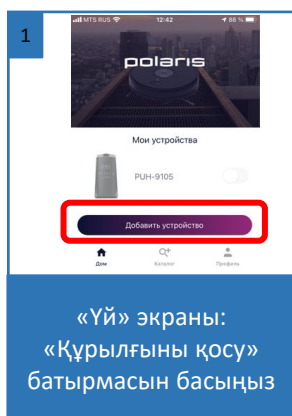 1
MTS RUS 12:42 88 %
polaris
Мои устройства
PUH-9105
Добавить устройство
Дом Каталог Профиль
«Үй» экраны:
«Құрылғыны қосу»
батырмасын басыңыз